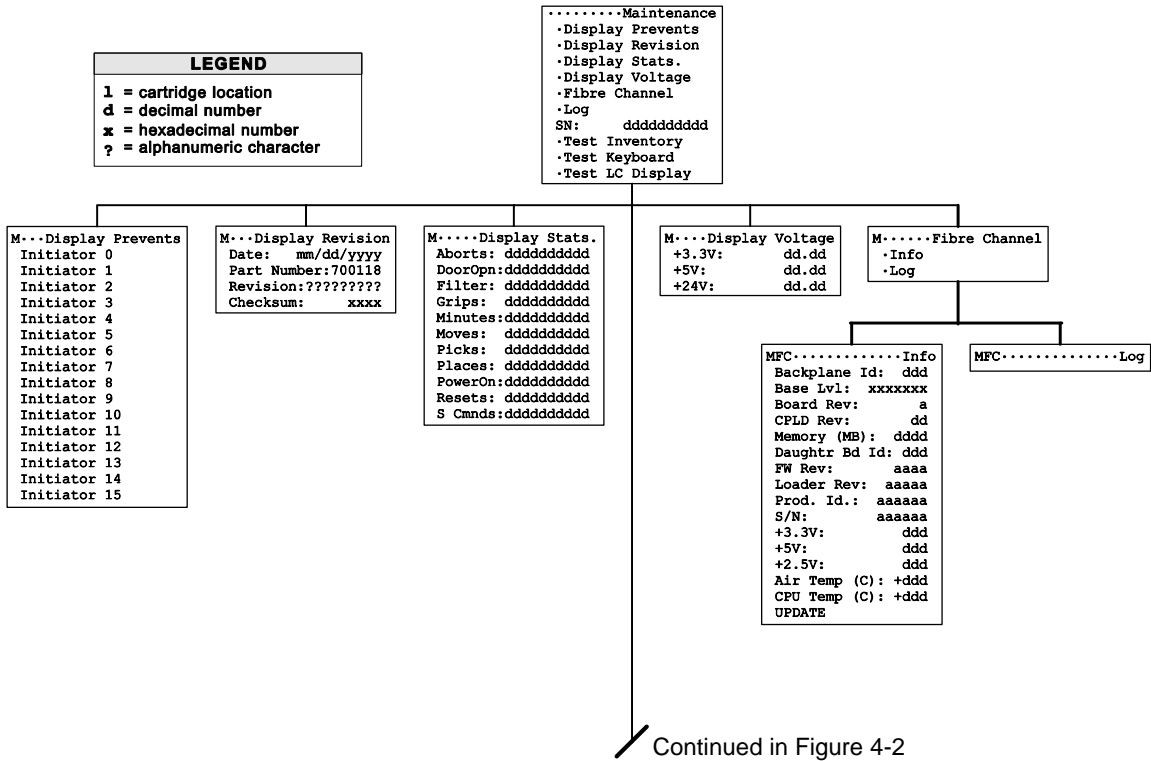 ·········Maintenance
·Display Prevents
·Display Revision
·Display Stats.
·Display Voltage
·Fibre Channel
·Log
SN: dddddddddd
·Test Inventory
·Test Keyboard
·Test LC Display
LEGEND
l = cartridge location
d = decimal number
x = hexadecimal number
? = alphanumeric character
M···Display Prevents
Initiator 0
Initiator 1
Initiator 2
Initiator 3
Initiator 4
Initiator 5
Initiator 6
Initiator 7
Initiator 8
Initiator 9
Initiator 10
Initiator 11
Initiator 12
Initiator 13
Initiator 14
Initiator 15
M···Display Revision
Date: mm/dd/yyyy
Part Number:700118
Revision:?????????
Checksum: xxxx
M·····Display Stats.
Aborts: dddddddddd
DoorOpn:dddddddddd
Filter: dddddddddd
Grips: dddddddddd
Minutes:dddddddddd
Moves: dddddddddd
Picks: dddddddddd
Places: dddddddddd
PowerOn:dddddddddd
Resets: dddddddddd
S Cmnds:dddddddddd
M····Display Voltage
+3.3V: dd.dd
+5V: dd.dd
+24V: dd.dd
M······Fibre Channel
·Info
·Log
MFC·············Info
Backplane Id: ddd
Base Lvl: xxxxxxx
Board Rev: a
CPLD Rev: dd
Memory (MB): dddd
Daughtr Bd Id: ddd
FW Rev: aaaa
Loader Rev: aaaaa
Prod. Id.: aaaaaa
S/N: aaaaaa
+3.3V: ddd
+5V: ddd
+2.5V: ddd
Air Temp (C): +ddd
CPU Temp (C): +ddd
UPDATE
MFC··············Log
Continued in Figure 4-2